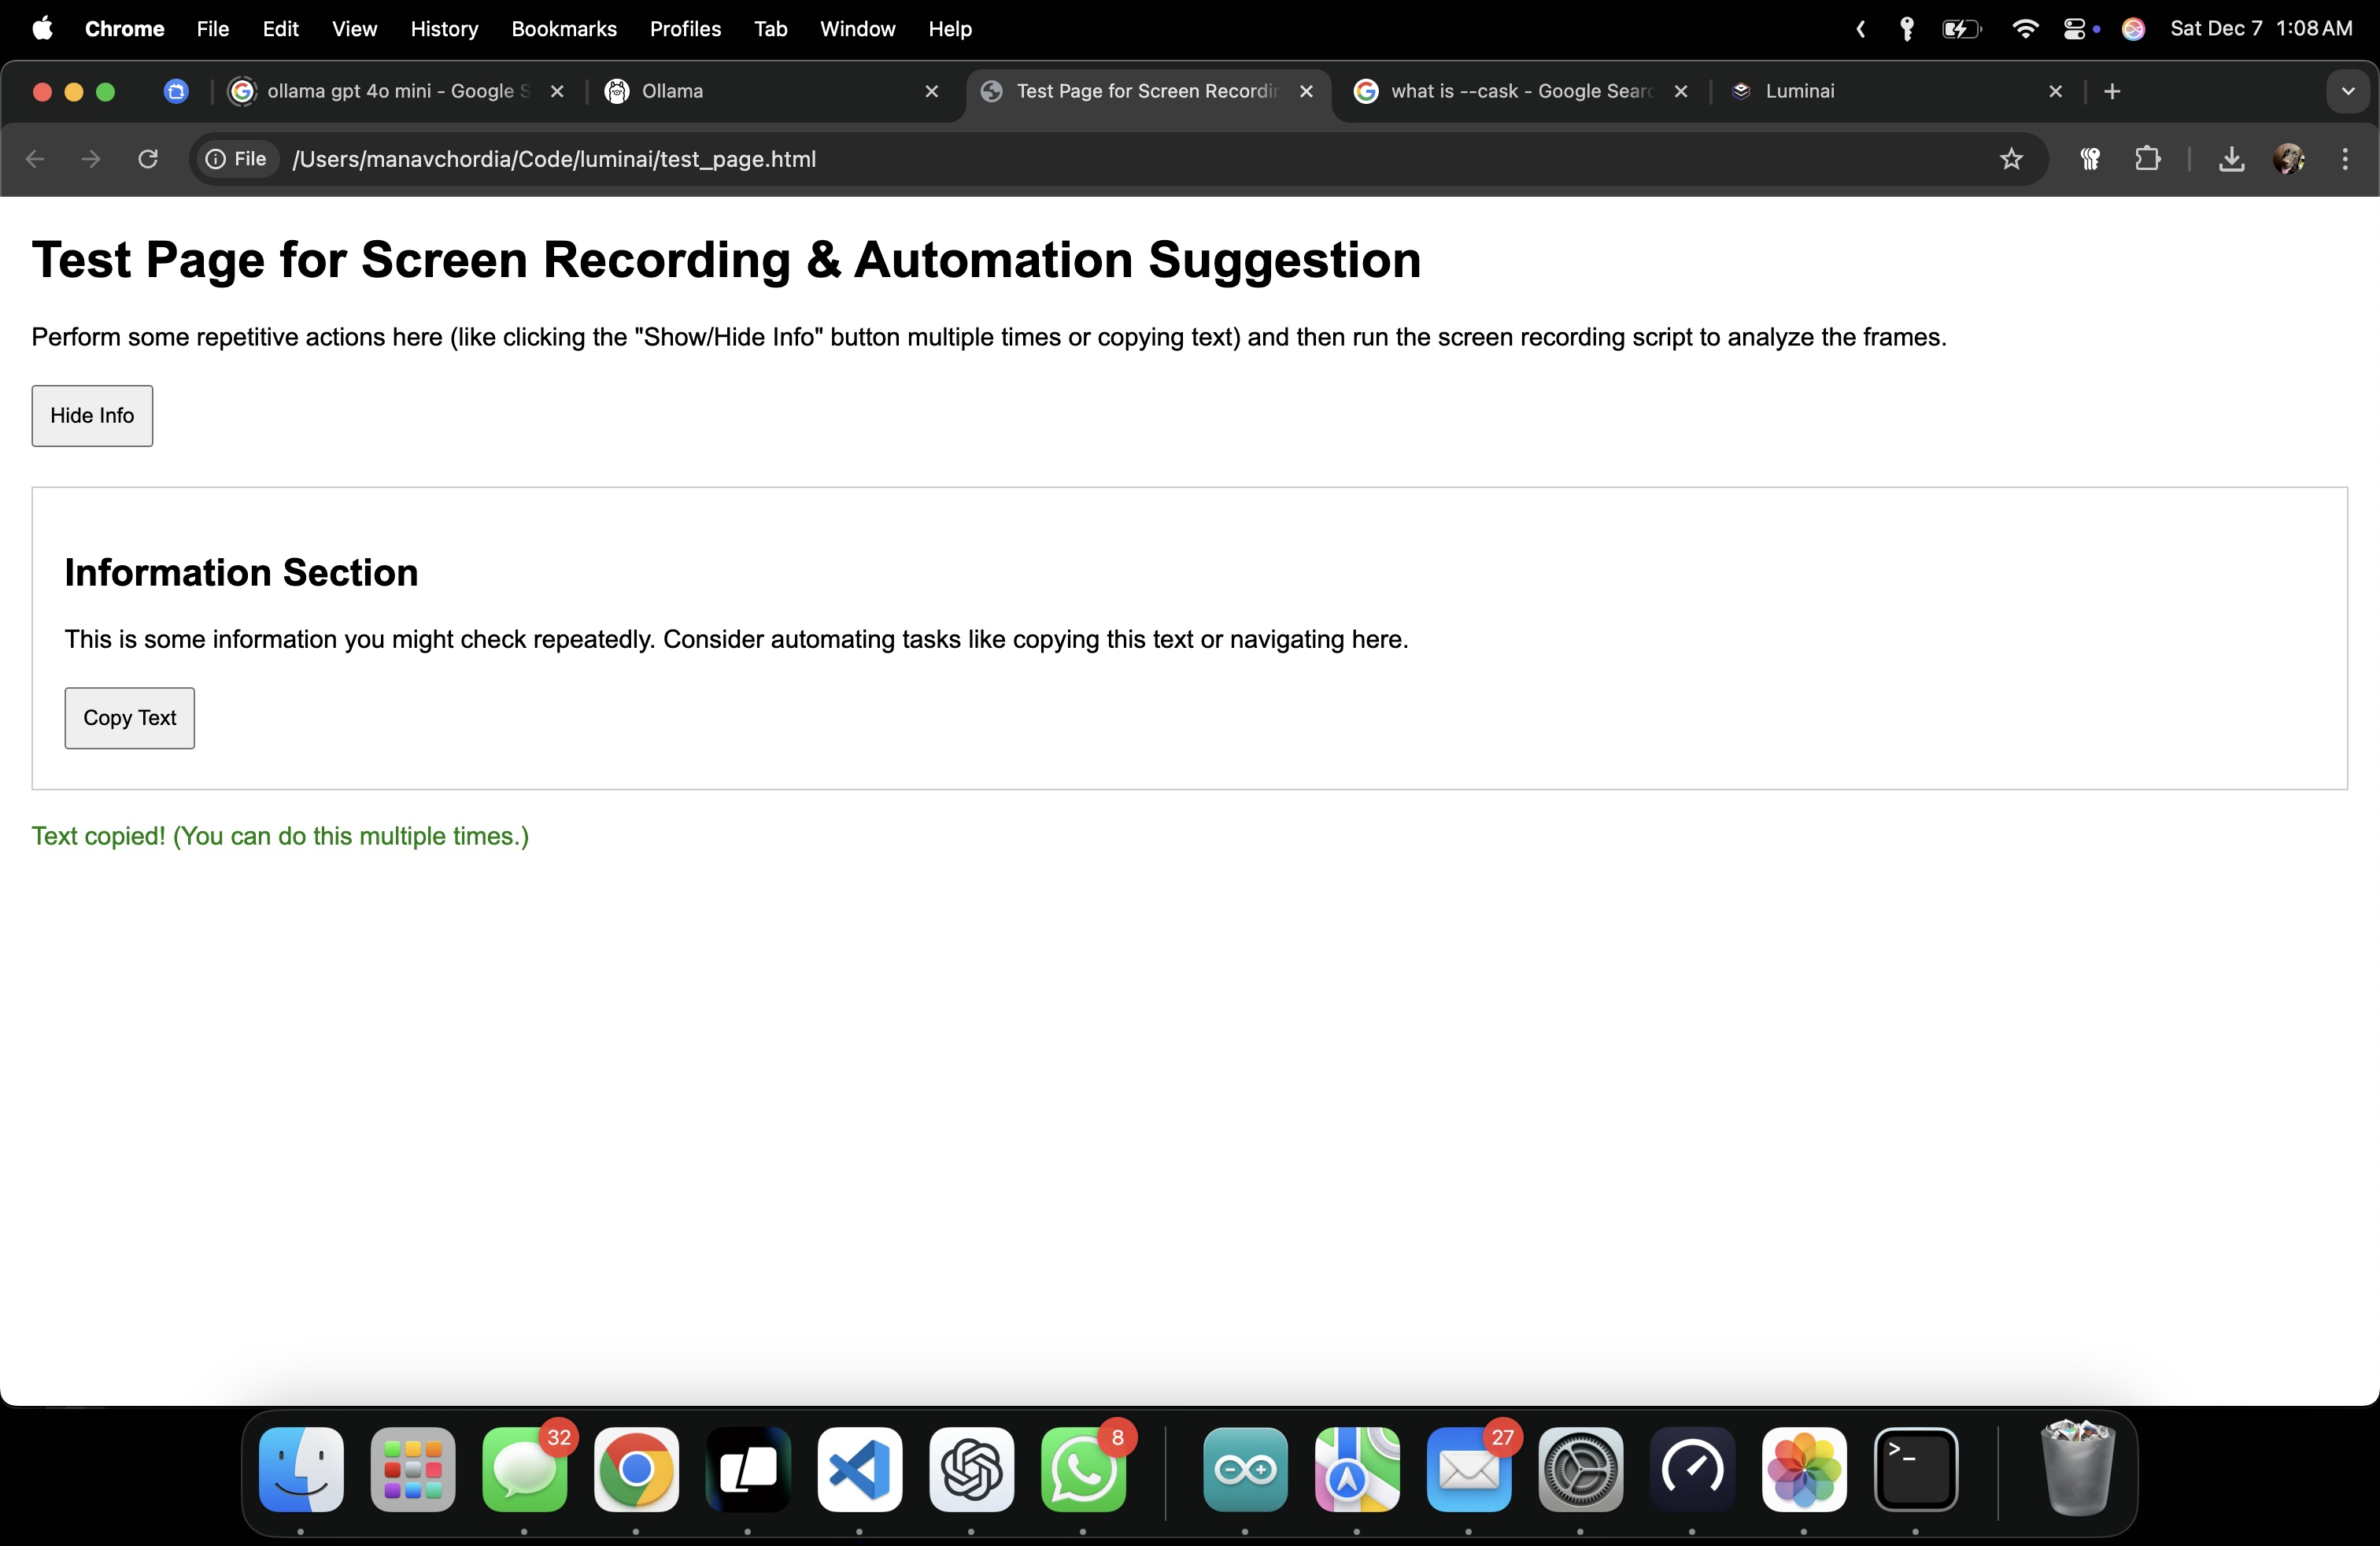 Chrome File Edit View History Bookmarks Profiles Tab Window Help Sat Dec 7 1:08 AM
ollama gpt 4o mini - Google S Ollama Test Page for Screen Recordin what is --cask - Google Searc Luminai
File /Users/manavchordia/Code/luminai/test_page.html
Test Page for Screen Recording & Automation Suggestion
Perform some repetitive actions here (like clicking the "Show/Hide Info" button multiple times or copying text) and then run the screen recording script to analyze the frames.
Hide Info
Information Section
This is some information you might check repeatedly. Consider automating tasks like copying this text or navigating here.
Copy Text
Text copied! (You can do this multiple times.)
32 8 27
>_